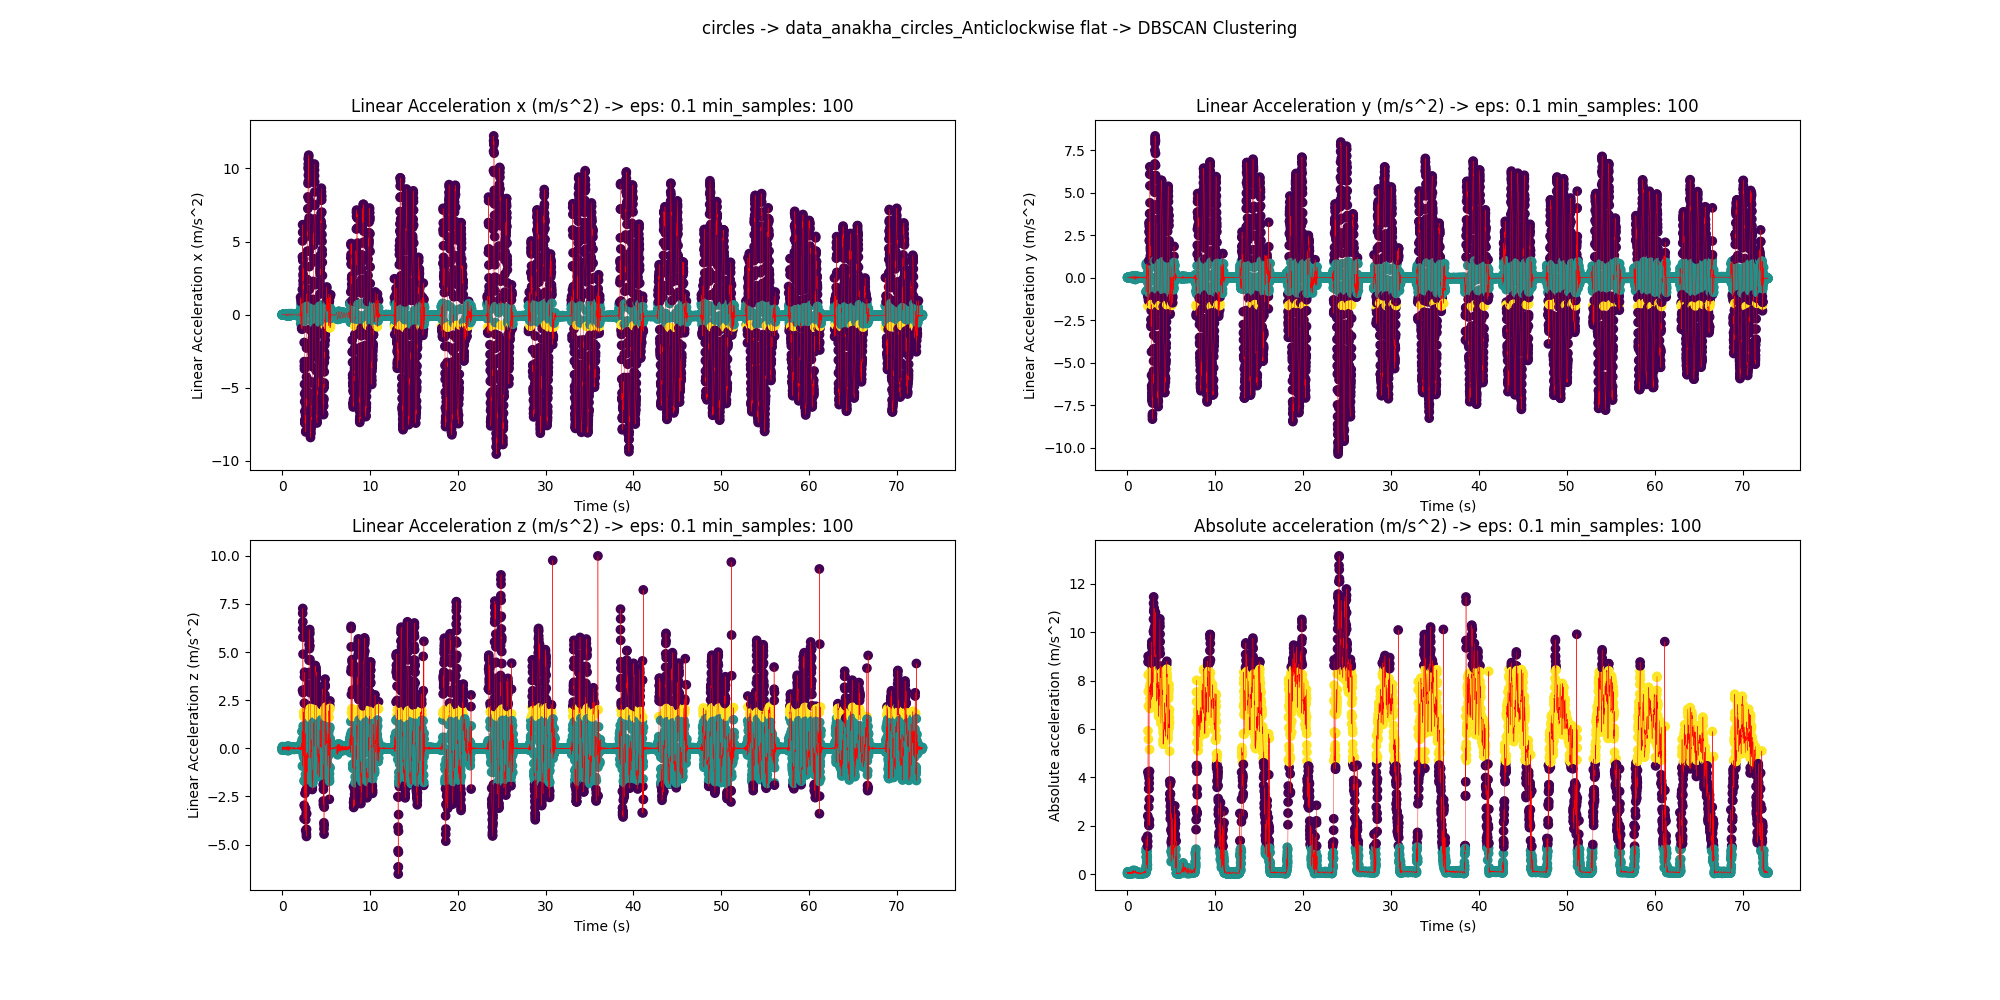 circles -> data_anakha_circles_Anticlockwise flat -> DBSCAN Clustering
Linear Acceleration x (m/s^2) -> eps: 0.1 min_samples: 100
Linear Acceleration x (m/s^2)
10
5
0
−5
−10
0 10 20 30 40 50 60 70
Time (s)
Linear Acceleration y (m/s^2) -> eps: 0.1 min_samples: 100
Linear Acceleration y (m/s^2)
7.5
5.0
2.5
0.0
−2.5
−5.0
−7.5
−10.0
0 10 20 30 40 50 60 70
Time (s)
Linear Acceleration z (m/s^2) -> eps: 0.1 min_samples: 100
Linear Acceleration z (m/s^2)
10.0
7.5
5.0
2.5
0.0
−2.5
−5.0
0 10 20 30 40 50 60 70
Time (s)
Absolute acceleration (m/s^2) -> eps: 0.1 min_samples: 100
Absolute acceleration (m/s^2)
12
10
8
6
4
2
0
0 10 20 30 40 50 60 70
Time (s)